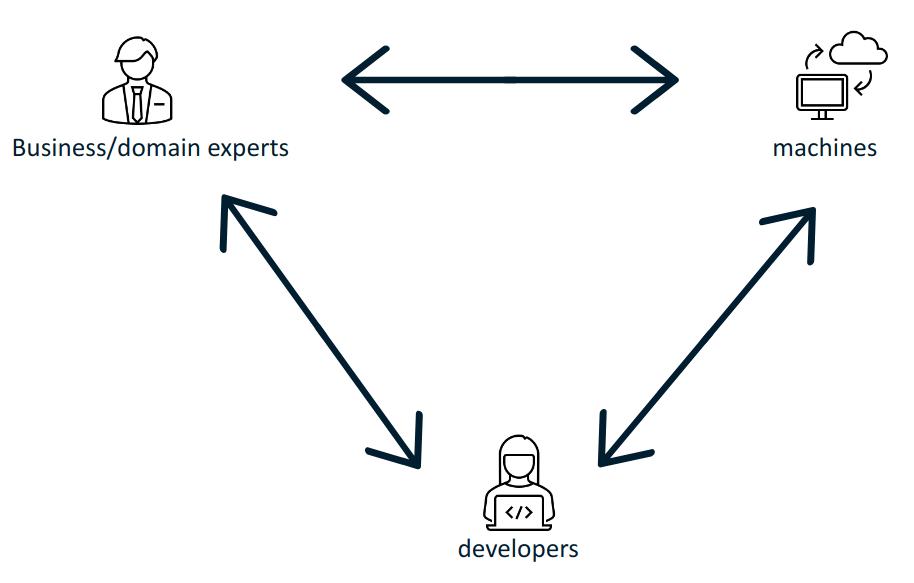 Business/domain experts
machines
</>
developers